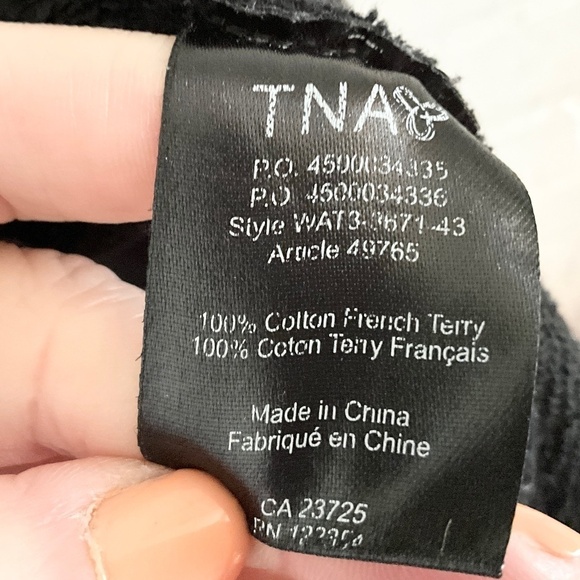 TNA
P.O. 4500034335
P.O. 4500034336
Style WAT3-3671-43
Article 49765
100% Cotton French Terry
100% Coton Terry Français
Made in China
Fabriqué en Chine
CA 23725
RN